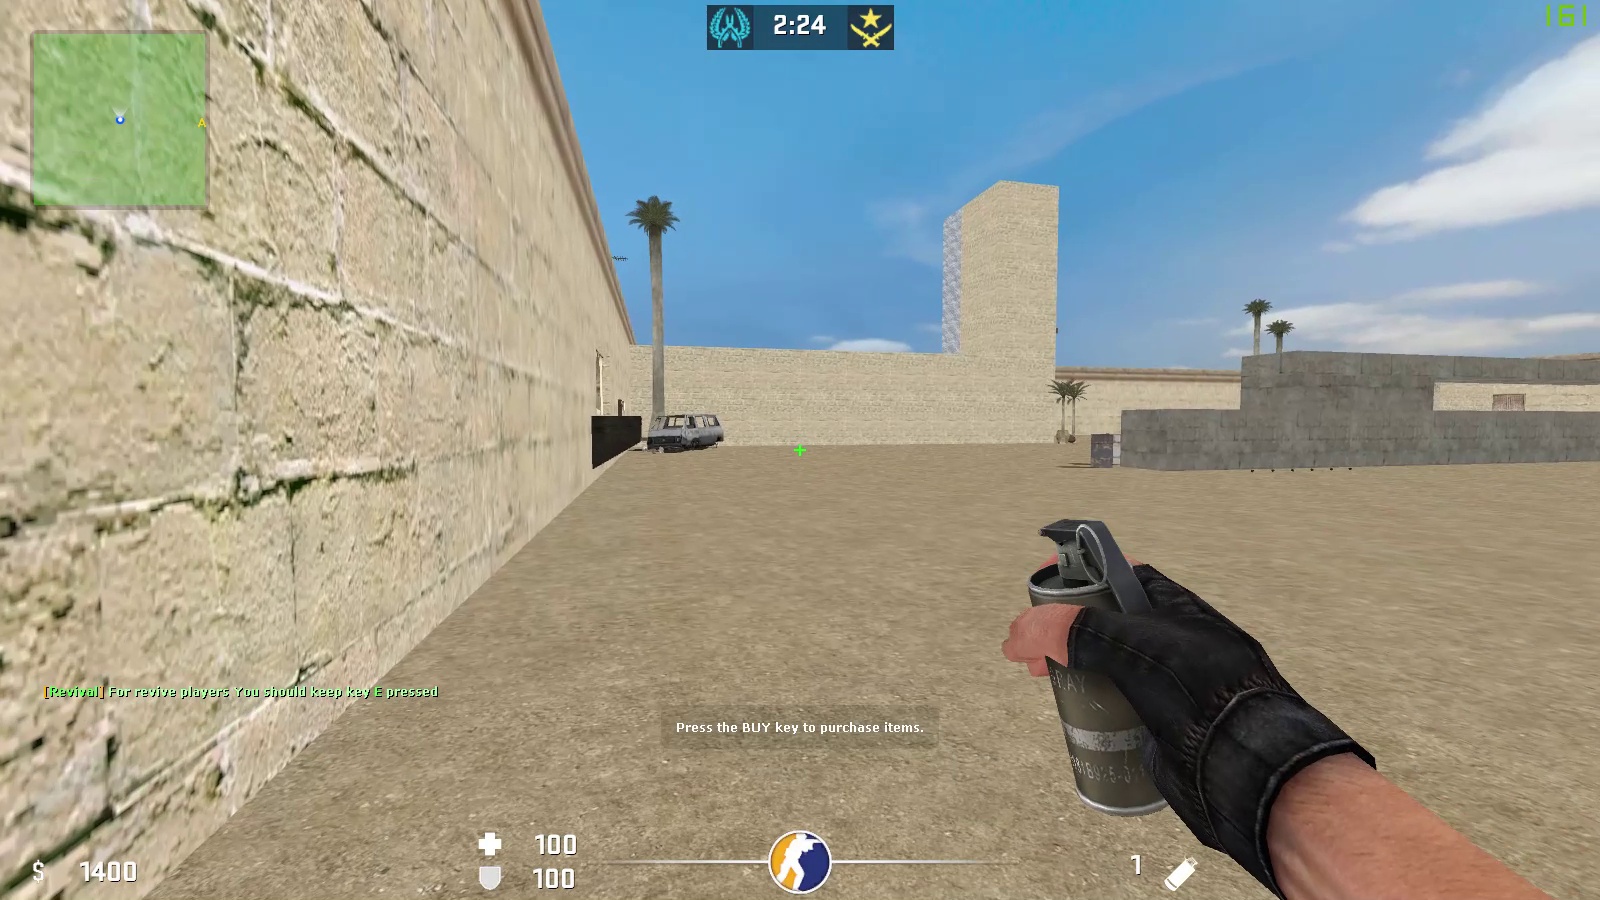 2:24
161
A
[Revival] For revive players You should keep key E pressed
Press the BUY key to purchase items.
100
100
$ 1400
1